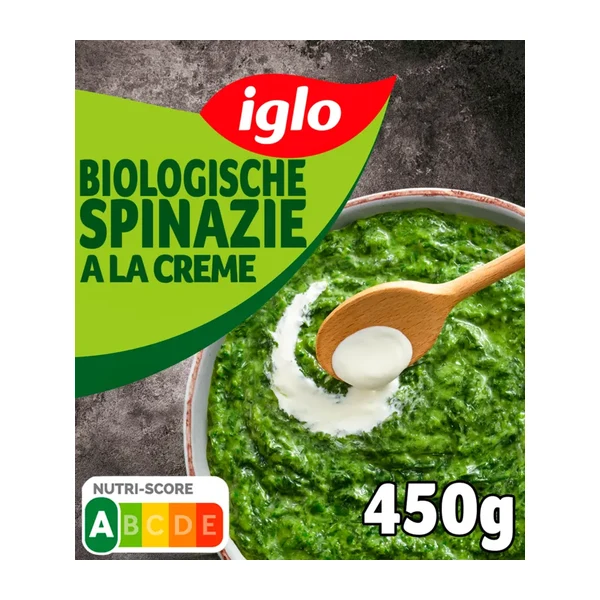 iglo
BIOLOGISCHE
SPINAZIE
A LA CREME
NUTRI-SCORE
A B C D E
450g